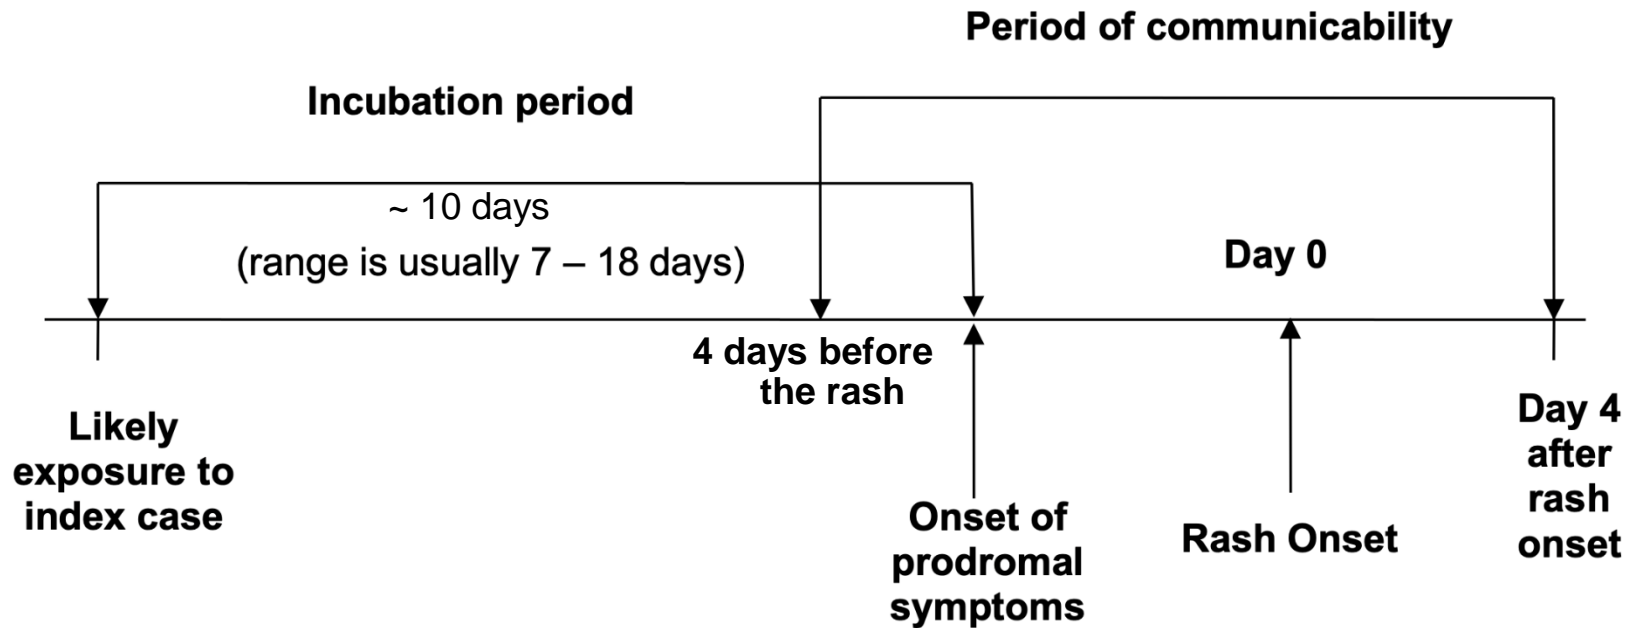 Period of communicability
Incubation period
~ 10 days
(range is usually 7 – 18 days)
Day 0
4 days before
the rash
Likely
exposure to
index case
Onset of
prodromal
symptoms
Rash Onset
Day 4
after
rash
onset